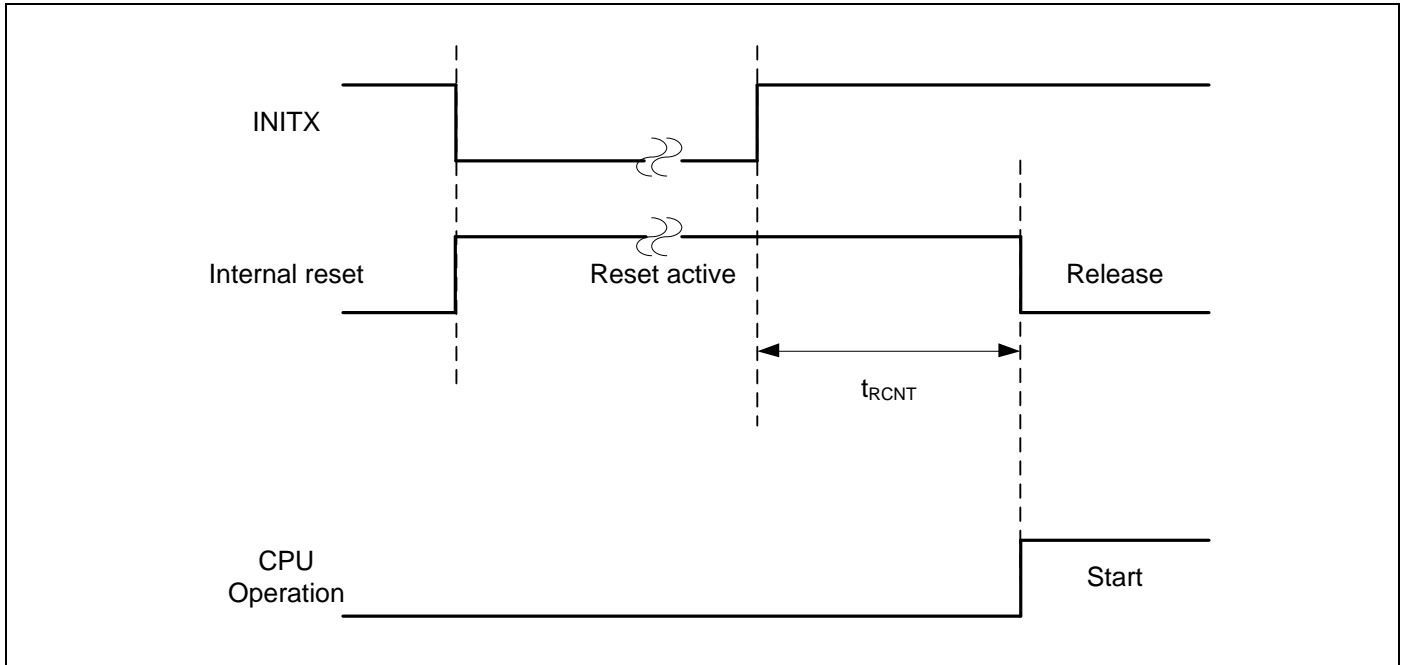 INITX
Internal reset
Reset active
Release
tRCNT
CPU
Operation
Start